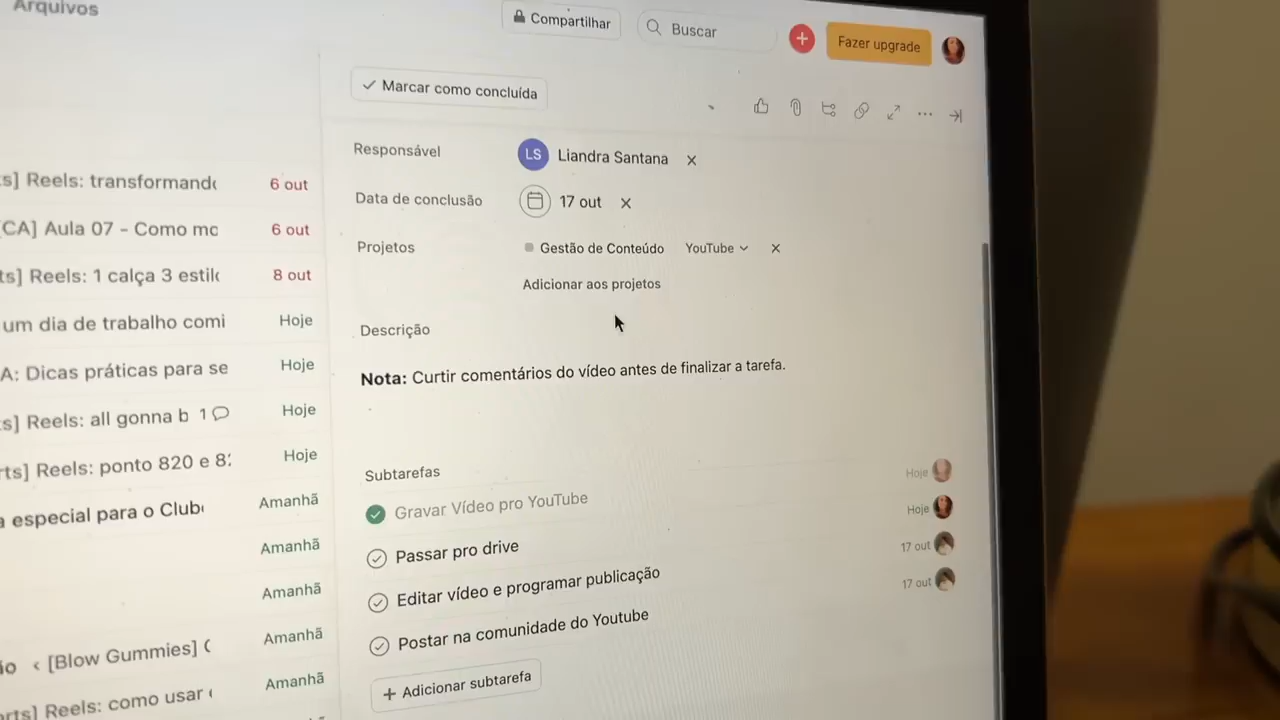 Arquivos
Compartilhar
Buscar
Fazer upgrade
Marcar como concluída
Responsável
LS Liandra Santana
Data de conclusão
17 out
Projetos
Gestão de Conteúdo YouTube
Adicionar aos projetos
Descrição
Nota: Curtir comentários do vídeo antes de finalizar a tarefa.
Subtarefas
Gravar Vídeo pro YouTube Hoje
Passar pro drive Hoje
Editar vídeo e programar publicação 17 out
Postar na comunidade do Youtube 17 out
+ Adicionar subtarefa
s] Reels: transformando 6 out
[CA] Aula 07 - Como mo 6 out
ts] Reels: 1 calça 3 estilo 8 out
um dia de trabalho comi Hoje
A: Dicas práticas para se Hoje
s] Reels: all gonna b 1 Hoje
rts] Reels: ponto 820 e 8 Hoje
a especial para o Club Amanhã
Amanhã
Amanhã
ão ‹ [Blow Gummies] Amanhã
orts] Reels: como usar Amanhã